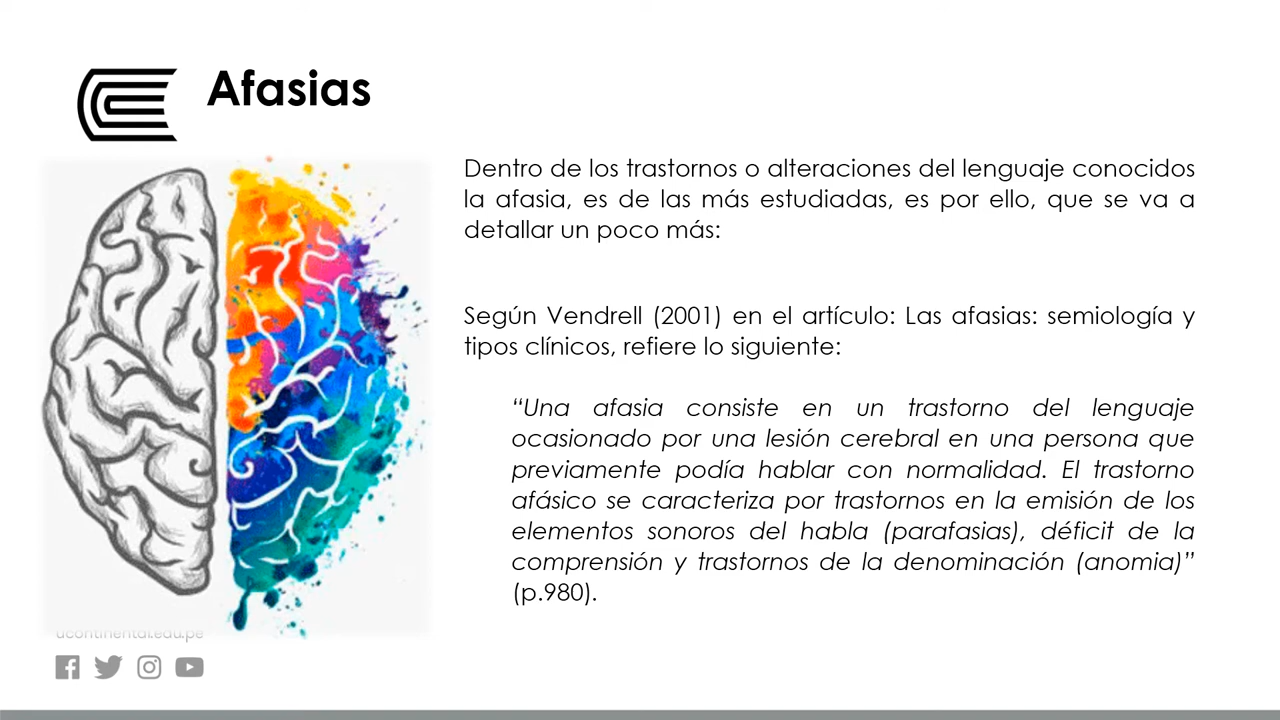 Afasias
Dentro de los trastornos o alteraciones del lenguaje conocidos
la afasia, es de las más estudiadas, es por ello, que se va a
detallar un poco más:
Según Vendrell (2001) en el artículo: Las afasias: semiología y
tipos clínicos, refiere lo siguiente:
“Una afasia consiste en un trastorno del lenguaje
ocasionado por una lesión cerebral en una persona que
previamente podía hablar con normalidad. El trastorno
afásico se caracteriza por trastornos en la emisión de los
elementos sonoros del habla (parafasias), déficit de la
comprensión y trastornos de la denominación (anomia)”
(p.980).
ucontinental.edu.pe